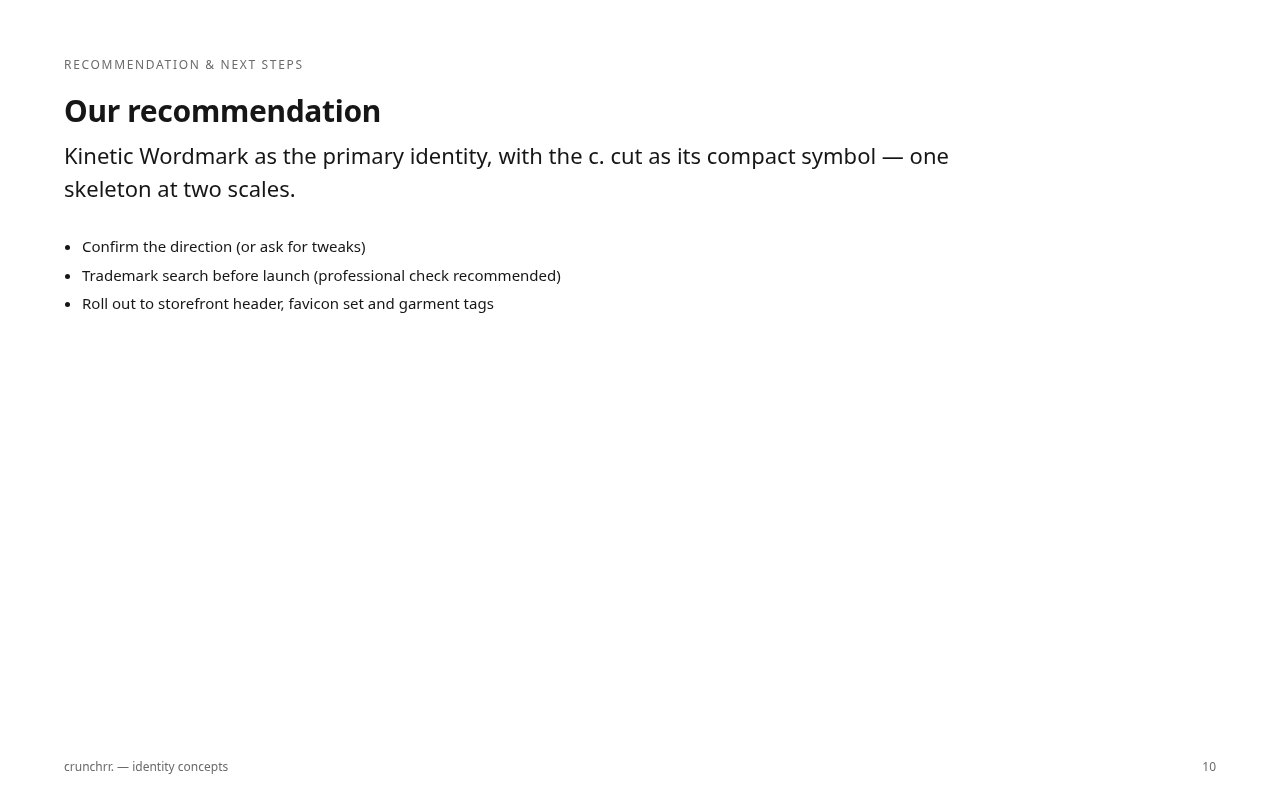 RECOMMENDATION & NEXT STEPS
Our recommendation
Kinetic Wordmark as the primary identity, with the c. cut as its compact symbol — one
skeleton at two scales.
• Confirm the direction (or ask for tweaks)
• Trademark search before launch (professional check recommended)
• Roll out to storefront header, favicon set and garment tags
crunchrr. — identity concepts
10